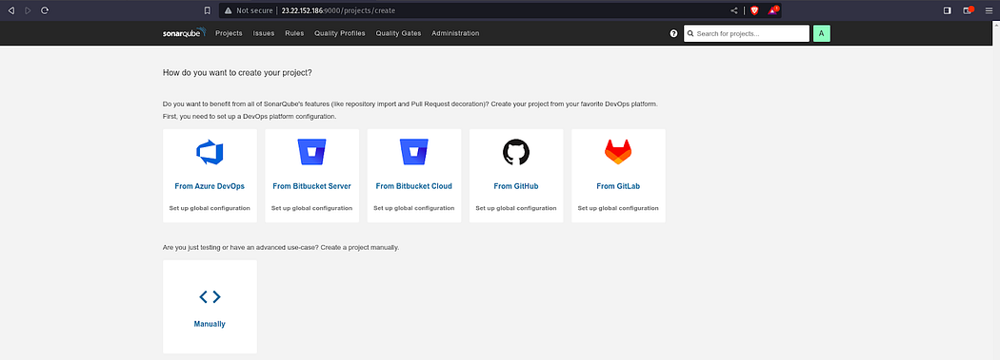 Not secure 23.22.152.186:9000/projects/create 1
sonarqube Projects Issues Rules Quality Profiles Quality Gates Administration ? Search for projects... A
How do you want to create your project?
Do you want to benefit from all of SonarQube's features (like repository import and Pull Request decoration)? Create your project from your favorite DevOps platform.
First, you need to set up a DevOps platform configuration.
From Azure DevOps From Bitbucket Server From Bitbucket Cloud From GitHub From GitLab
Set up global configuration Set up global configuration Set up global configuration Set up global configuration Set up global configuration
Are you just testing or have an advanced use-case? Create a project manually.
Manually